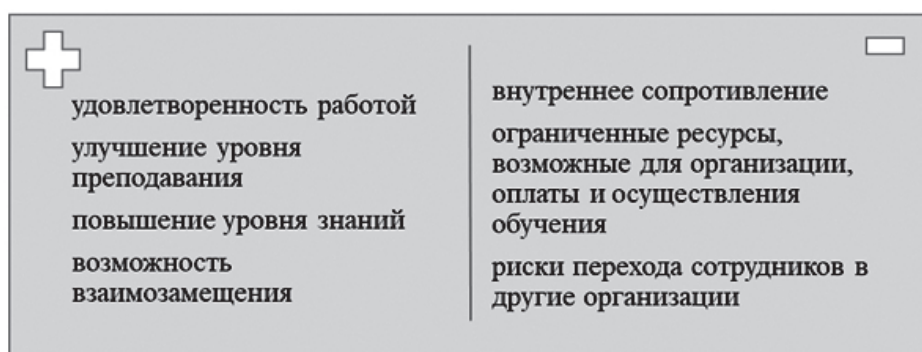 удовлетворенность работой
улучшение уровня
преподавания
повышение уровня знаний
возможность
взаимозамещения
внутреннее сопротивление
ограниченные ресурсы,
возможные для организации,
оплаты и осуществления
обучения
риски перехода сотрудников в
другие организации